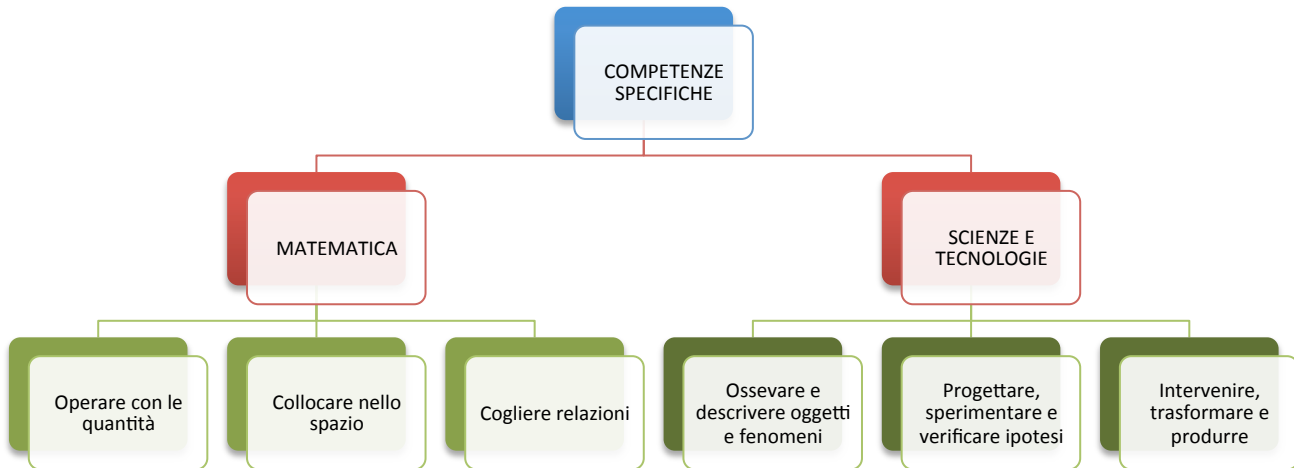 COMPETENZE
SPECIFICHE
MATEMATICA
SCIENZE E
TECNOLOGIE
Operare con le
quantità
Collocare nello
spazio
Cogliere relazioni
Ossevare e
descrivere oggetti
e fenomeni
Progettare,
sperimentare e
verificare ipotesi
Intervenire,
trasformare e
produrre